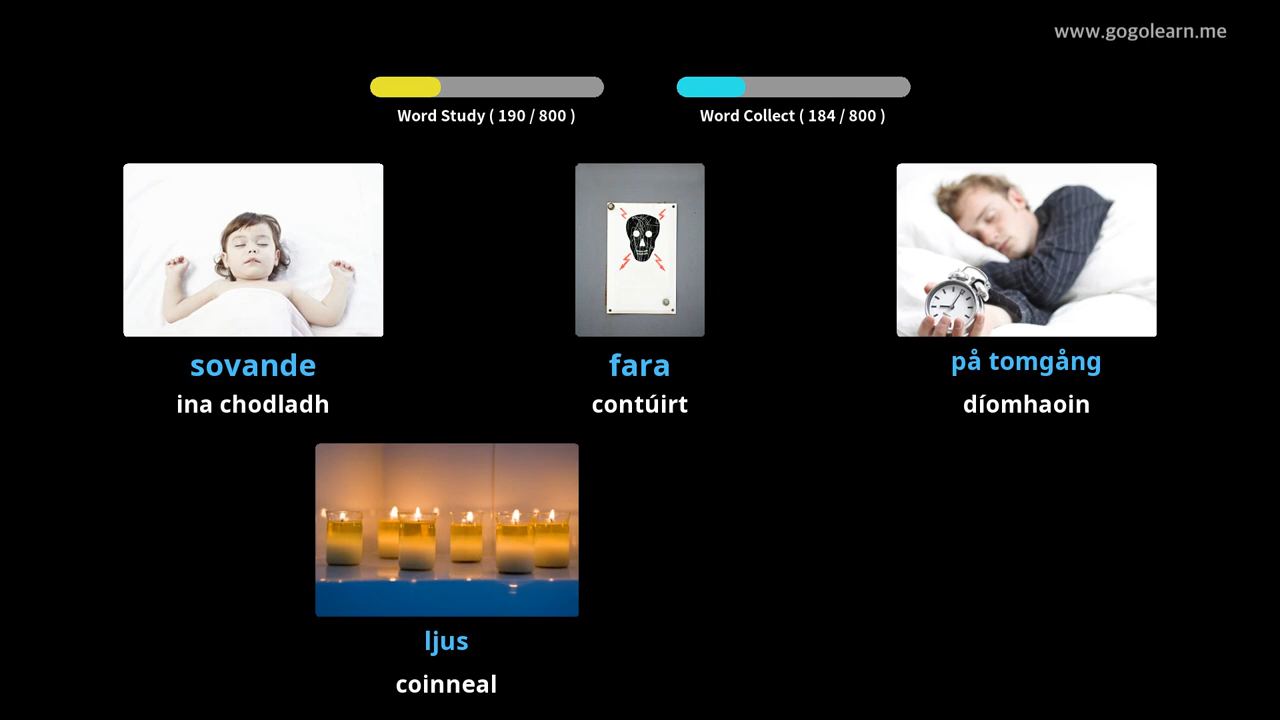 www.gogolearn.me
Word Study ( 190 / 800 )
Word Collect ( 184 / 800 )
sovande
ina chodladh
fara
contúirt
på tomgång
díomhaoin
ljus
coinneal